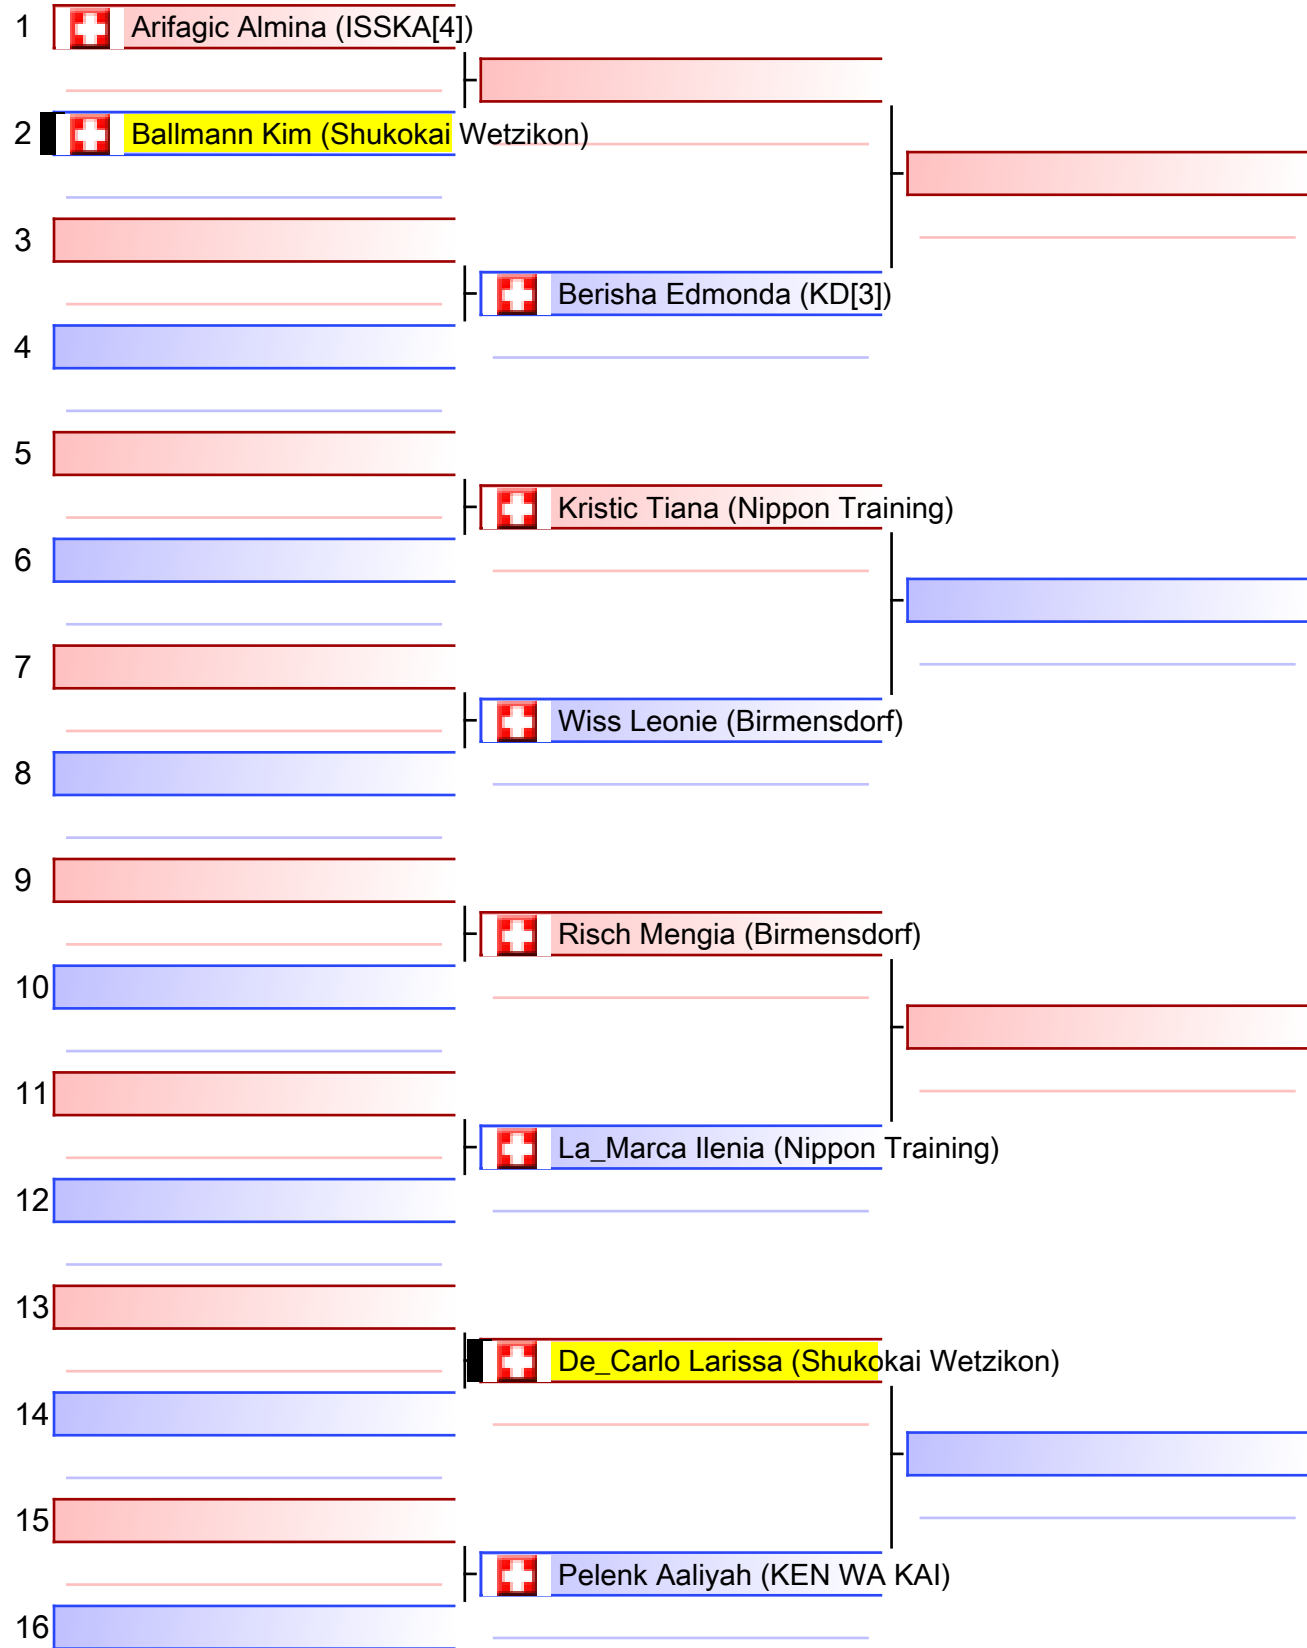 1 Arifagic Almina (ISSKA[4])
2 Ballmann Kim (Shukokai Wetzikon)
3
Berisha Edmonda (KD[3])
4
5
Kristic Tiana (Nippon Training)
6
7
Wiss Leonie (Birmensdorf)
8
9
Risch Mengia (Birmensdorf)
10
11
La_Marca Ilenia (Nippon Training)
12
13
De_Carlo Larissa (Shukokai Wetzikon)
14
15
Pelenk Aaliyah (KEN WA KAI)
16